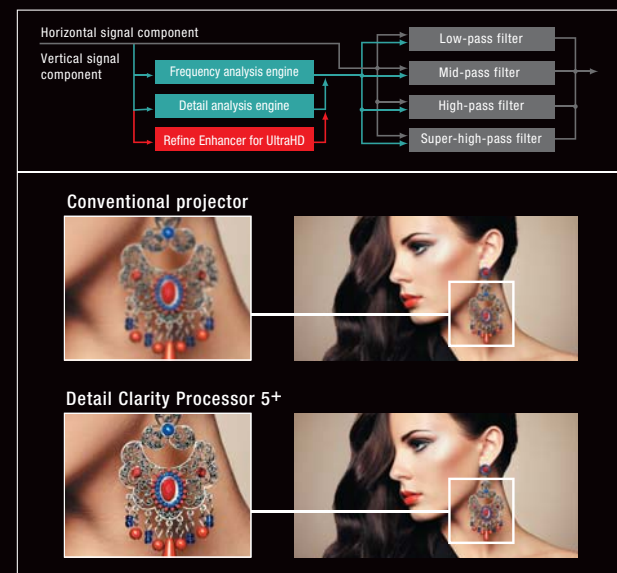 Horizontal signal component
Vertical signal
component
Frequency analysis engine
Detail analysis engine
Refine Enhancer for UltraHD
Low-pass filter
Mid-pass filter
High-pass filter
Super-high-pass filter
Conventional projector
Detail Clarity Processor 5+